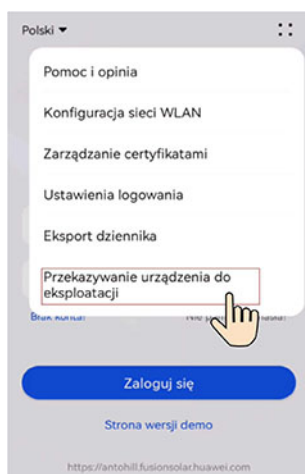 Polski
Pomoc i opinia
Konfiguracja sieci WLAN
Zarządzanie certyfikatami
Ustawienia logowania
Eksport dziennika
Przekazywanie urządzenia do
eksploatacji
Brak konta?
Zaloguj się
Strona wersji demo
https://antohill.fusionsolar.huawei.com